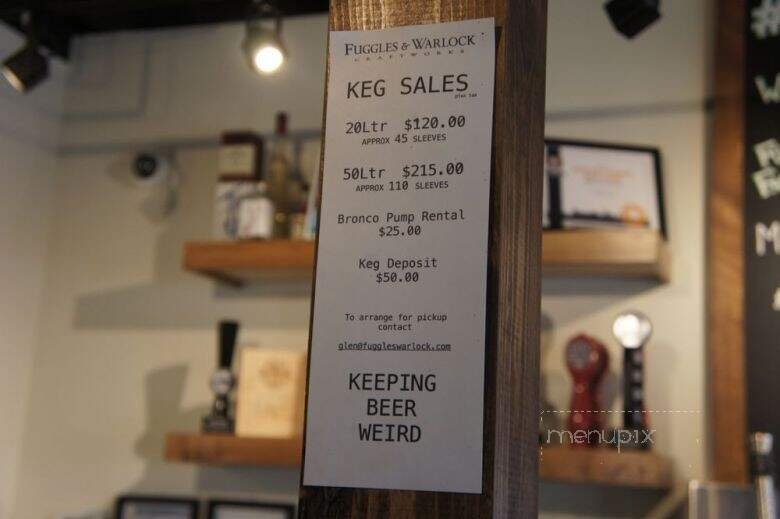 FUGGLES & WARLOCK
CRAFTWORKS
KEG SALES
plus tax
20Ltr $120.00
APPROX 45 SLEEVES
50Ltr $215.00
APPROX 110 SLEEVES
Bronco Pump Rental
$25.00
Keg Deposit
$50.00
To arrange for pickup
contact
glen@fuggleswarlock.com
KEEPING
BEER
WEIRD
menupix